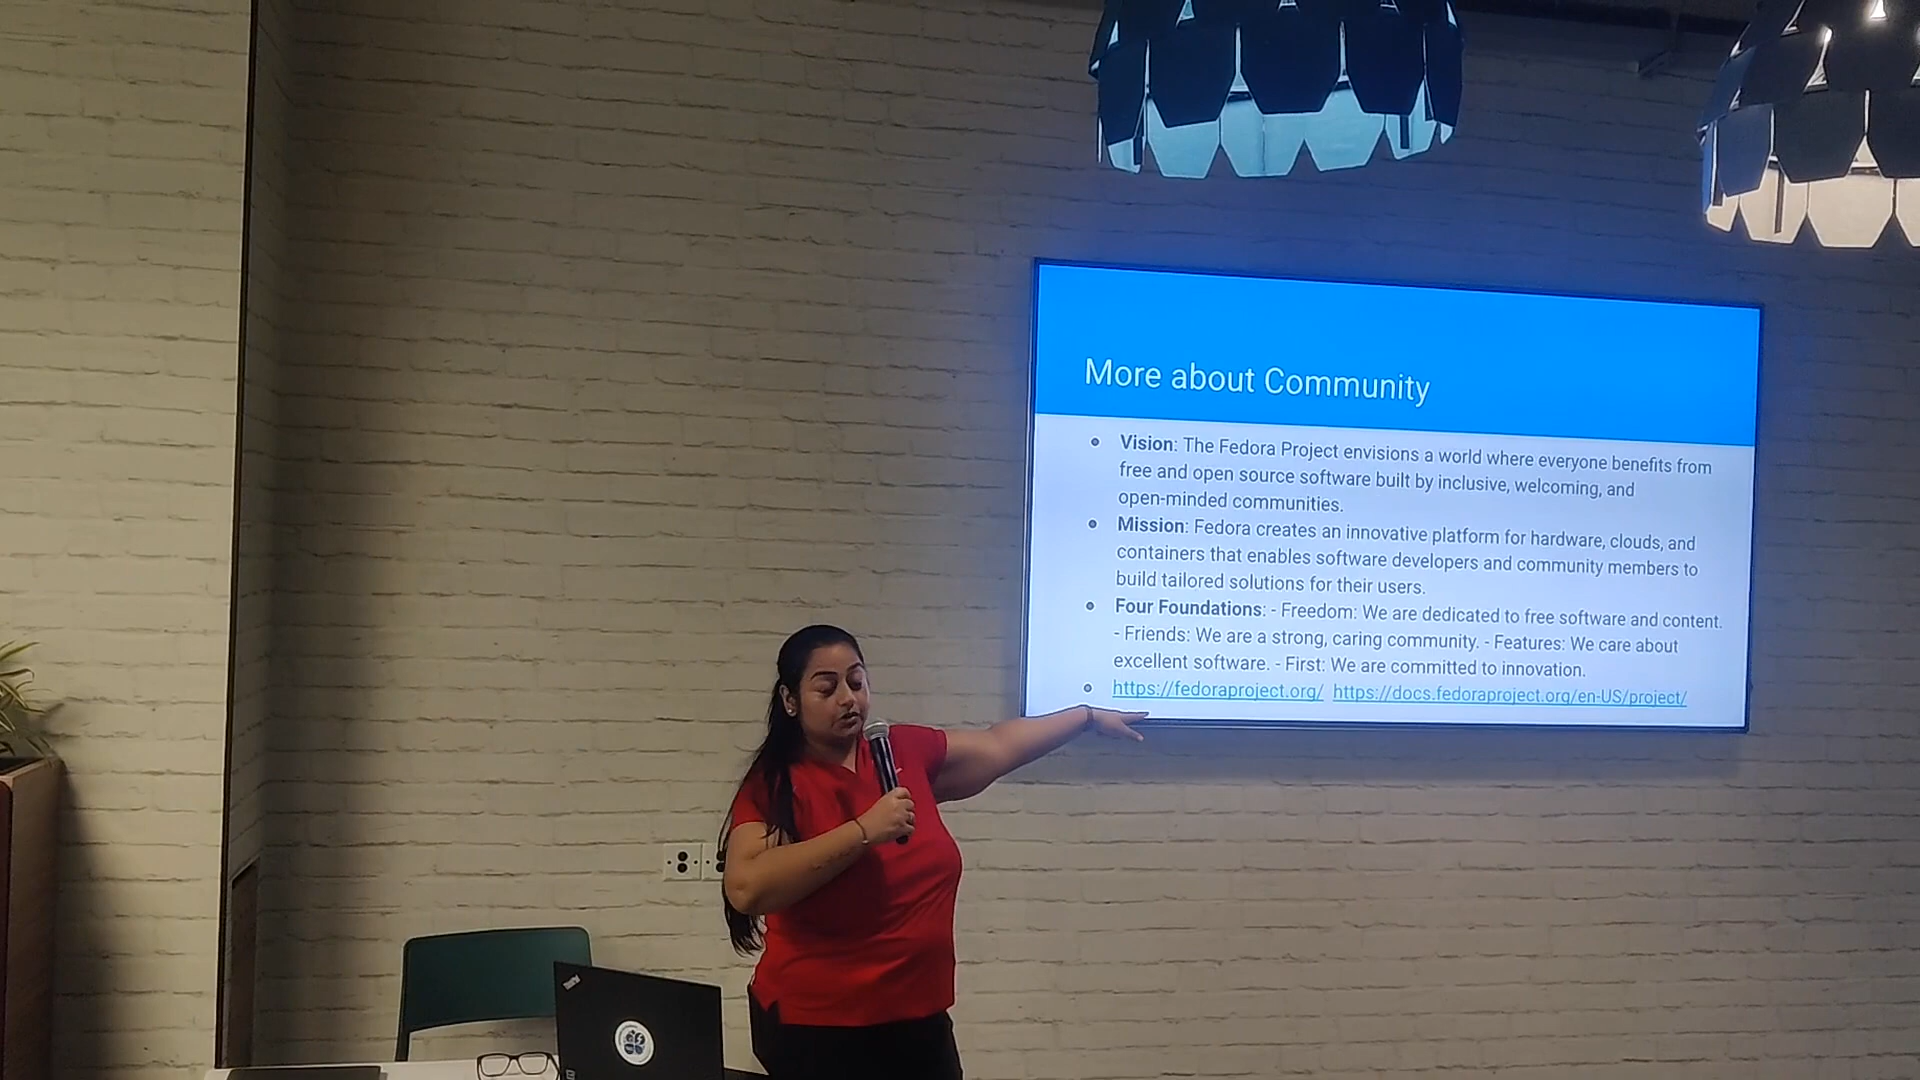 More about Community
● Vision: The Fedora Project envisions a world where everyone benefits from
free and open source software built by inclusive, welcoming, and
open-minded communities.
● Mission: Fedora creates an innovative platform for hardware, clouds, and
containers that enables software developers and community members to
build tailored solutions for their users.
● Four Foundations: - Freedom: We are dedicated to free software and content.
- Friends: We are a strong, caring community. - Features: We care about
excellent software. - First: We are committed to innovation.
● https://fedoraproject.org/ https://docs.fedoraproject.org/en-US/project/
ThinkPad